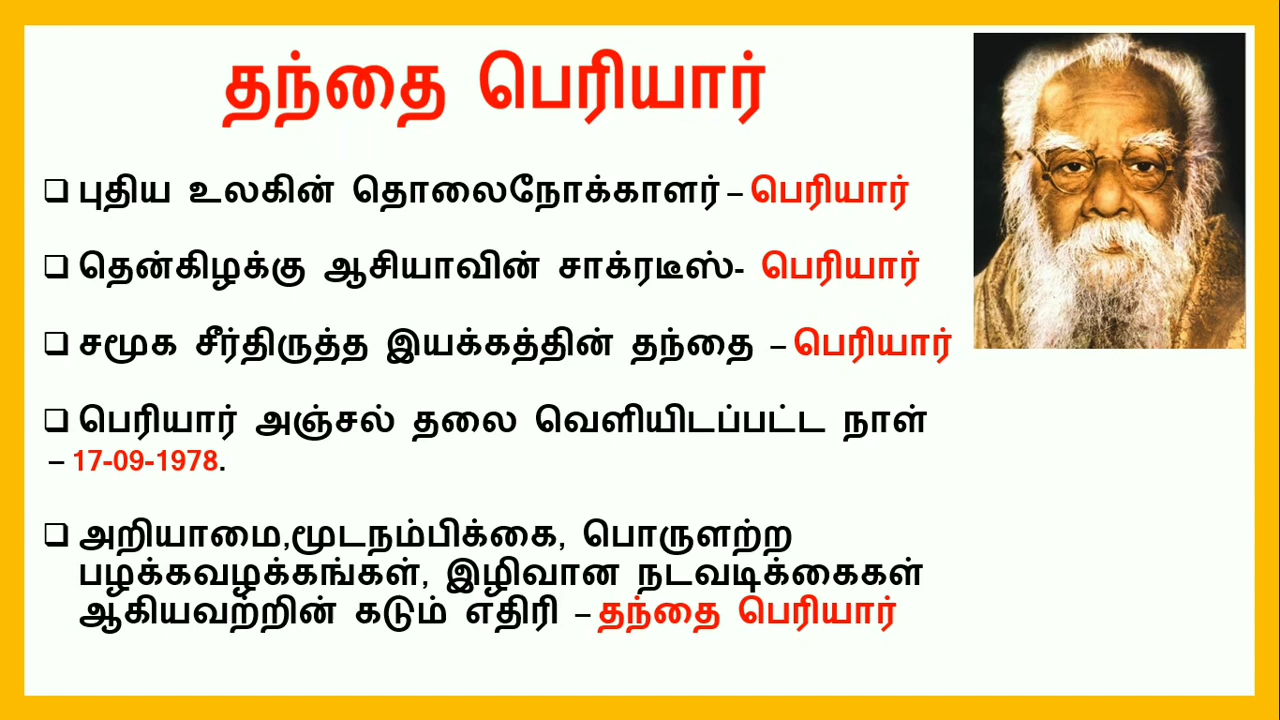 தந்தை பெரியார்
❑ புதிய உலகின் தொலைநோக்காளர் – பெரியார்
❑ தென்கிழக்கு ஆசியாவின் சாக்ரடீஸ்- பெரியார்
❑ சமூக சீர்திருத்த இயக்கத்தின் தந்தை – பெரியார்
❑ பெரியார் அஞ்சல் தலை வெளியிடப்பட்ட நாள்
– 17-09-1978.
❑ அறியாமை,மூடநம்பிக்கை, பொருளற்ற
பழக்கவழக்கங்கள், இழிவான நடவடிக்கைகள்
ஆகியவற்றின் கடும் எதிரி – தந்தை பெரியார்